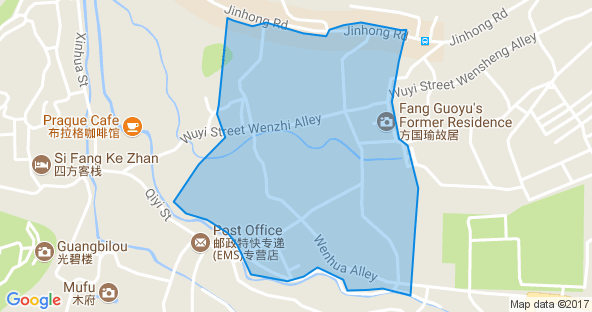 Jinhong Rd
Jinhong Rd
Jinhong Rd
Xinhua St
Wuyi Street Wensheng Alley
Prague Cafe
布拉格咖啡馆
Wuyi Street Wenzhi Alley
Fang Guoyu's
Former Residence
方国瑜故居
Si Fang Ke Zhan
四方客栈
Qiyi St
Post Office
邮政特快专递
(EMS)专营店
Guangbilou
光碧楼
Wenhua Alley
Mufu
木府
Google
Map data ©2017